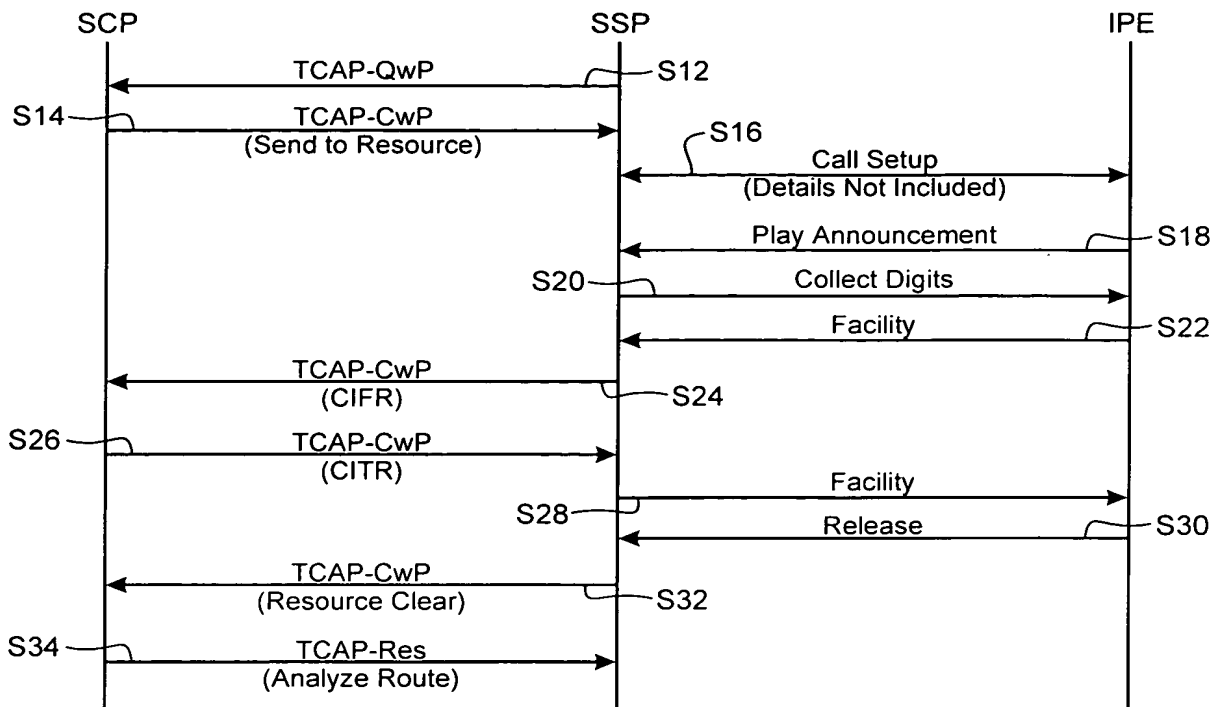 SCP SSP IPE
TCAP-QwP S12
S14 TCAP-CwP
(Send to Resource)
S16
Call Setup
(Details Not Included)
Play Announcement S18
S20 Collect Digits
Facility S22
TCAP-CwP
(CIFR) S24
S26 TCAP-CwP
(CITR)
Facility
S28
Release S30
TCAP-CwP
(Resource Clear) S32
S34 TCAP-Res
(Analyze Route)